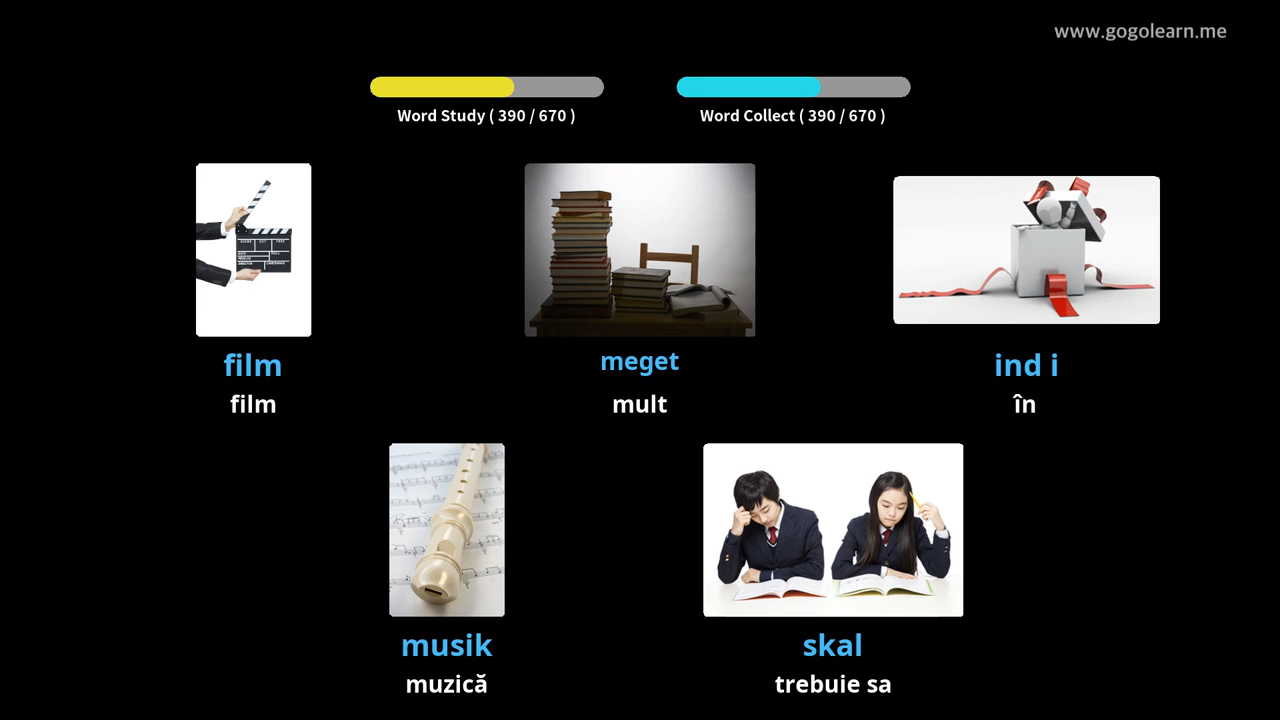 www.gogolearn.me
Word Study ( 390 / 670 )
Word Collect ( 390 / 670 )
film
meget
ind i
film
mult
în
musik
skal
muzică
trebuie sa